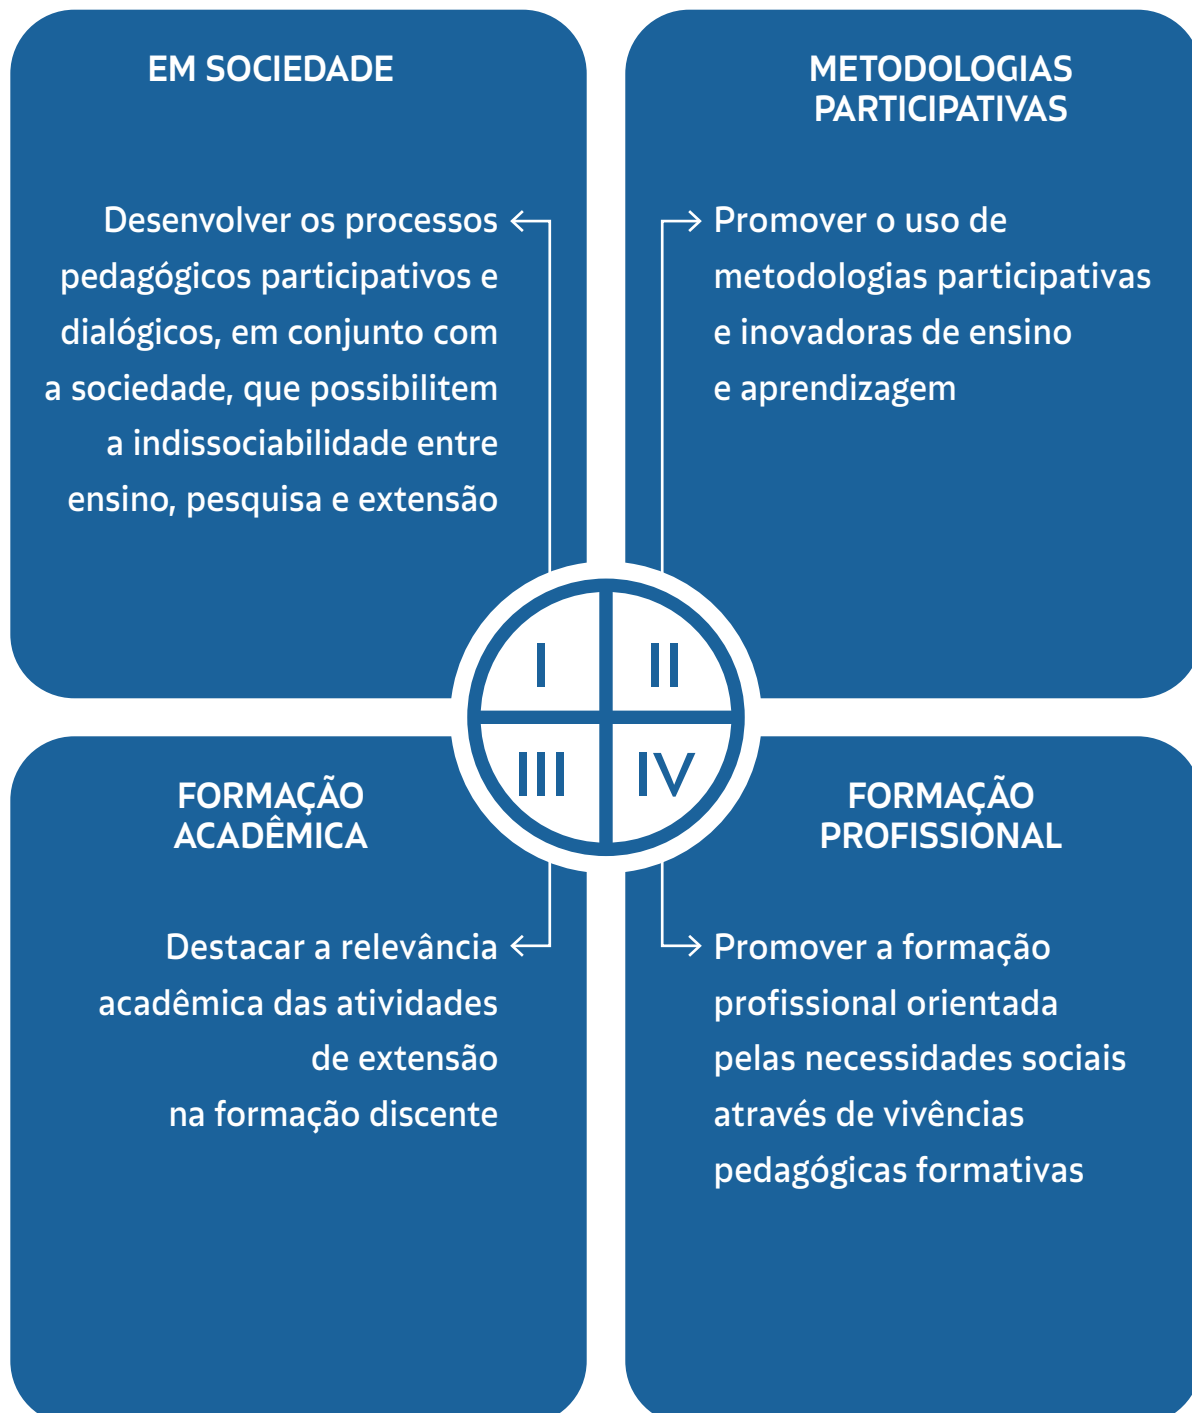 EM SOCIEDADE
Desenvolver os processos
pedagógicos participativos e
dialógicos, em conjunto com
a sociedade, que possibilitem
a indissociabilidade entre
ensino, pesquisa e extensão
METODOLOGIAS
PARTICIPATIVAS
Promover o uso de
metodologias participativas
e inovadoras de ensino
e aprendizagem
I
II
III
IV
FORMAÇÃO
ACADÊMICA
Destacar a relevância
acadêmica das atividades
de extensão
na formação discente
FORMAÇÃO
PROFISSIONAL
Promover a formação
profissional orientada
pelas necessidades sociais
através de vivências
pedagógicas formativas